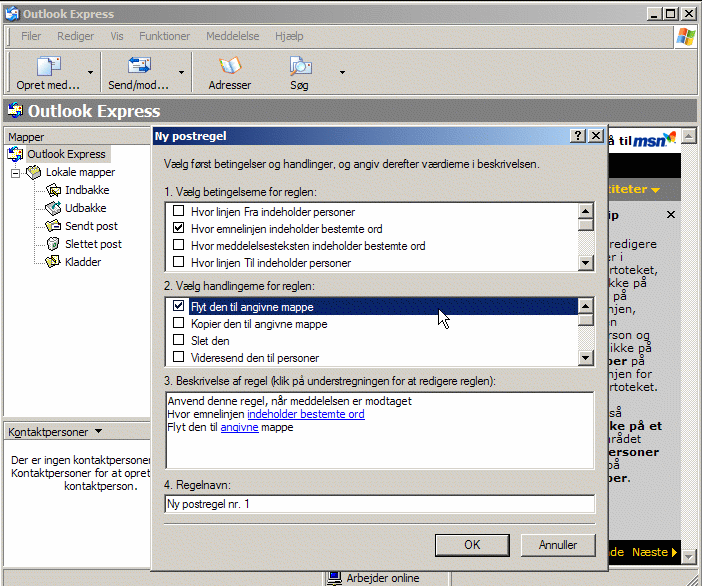 Outlook Express
Filer Rediger Vis Funktioner Meddelelse Hjælp
Opret med... Send/mod... Adresser Søg
Outlook Express
Mapper
Outlook Express
Lokale mapper
Indbakke
Udbakke
Sendt post
Slettet post
Kladder
Kontaktpersoner
Der er ingen kontaktpersoner
Kontaktpersoner for at opret
kontaktperson.
Ny postregel
Vælg først betingelser og handlinger, og angiv derefter værdierne i beskrivelsen.
1. Vælg betingelserne for reglen:
Hvor linjen Fra indeholder personer
Hvor emnelinjen indeholder bestemte ord
Hvor meddelelsesteksten indeholder bestemte ord
Hvor linjen Til indeholder personer
2. Vælg handlingerne for reglen:
Flyt den til angivne mappe
Kopier den til angivne mappe
Slet den
Videresend den til personer
3. Beskrivelse af regel (klik på understregningen for at redigere reglen):
Anvend denne regel, når meddelelsen er modtaget
Hvor emnelinjen indeholder bestemte ord
Flyt den til angivne mappe
4. Regelnavn:
Ny postregel nr. 1
OK Annuller
å til msn
iteter
ip
redigere
er i
rtoteket,
kke på
på
njen,
en
rson og
ikke på
per på
njen for
rtoteket.
så
ke på et
rådet
ersoner
på
per.
de Næste
Arbejder online